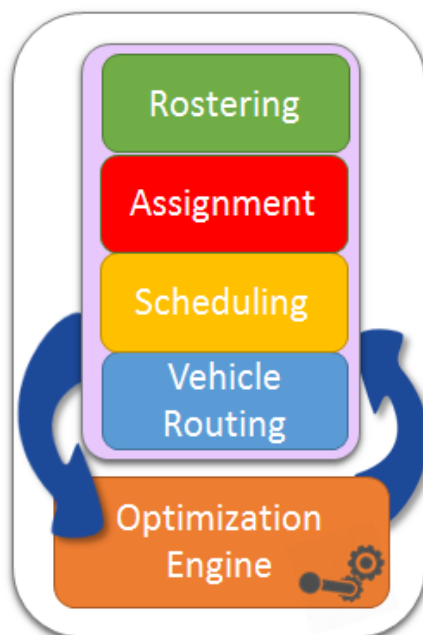 Rostering
Assignment
Scheduling
Vehicle
Routing
Optimization
Engine